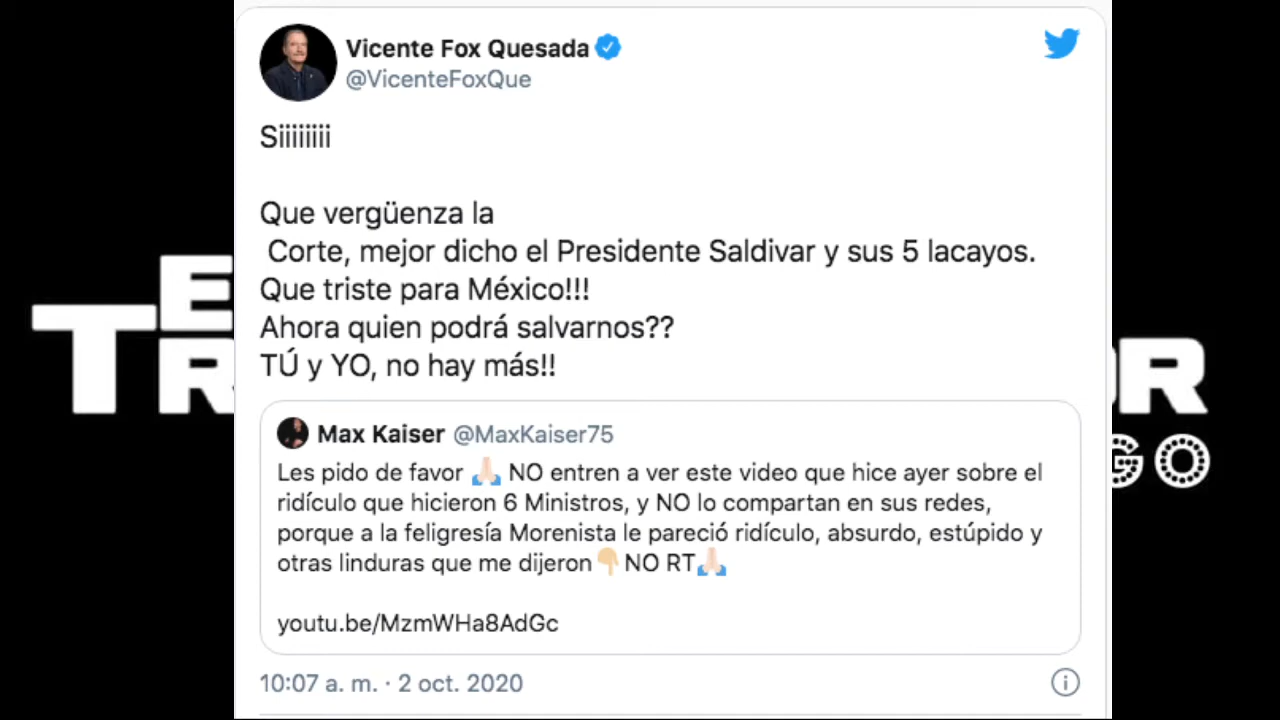 Vicente Fox Quesada
@VicenteFoxQue
Siiiiiiii
Que vergüenza la
Corte, mejor dicho el Presidente Saldivar y sus 5 lacayos.
Que triste para México!!!
Ahora quien podrá salvarnos??
TÚ y YO, no hay más!!
Max Kaiser @MaxKaiser75
Les pido de favor 🙏🏻 NO entren a ver este video que hice ayer sobre el
ridículo que hicieron 6 Ministros, y NO lo compartan en sus redes,
porque a la feligresía Morenista le pareció ridículo, absurdo, estúpido y
otras linduras que me dijeron👇🏼NO RT🙏🏻
youtu.be/MzmWHa8AdGc
10:07 a. m. · 2 oct. 2020